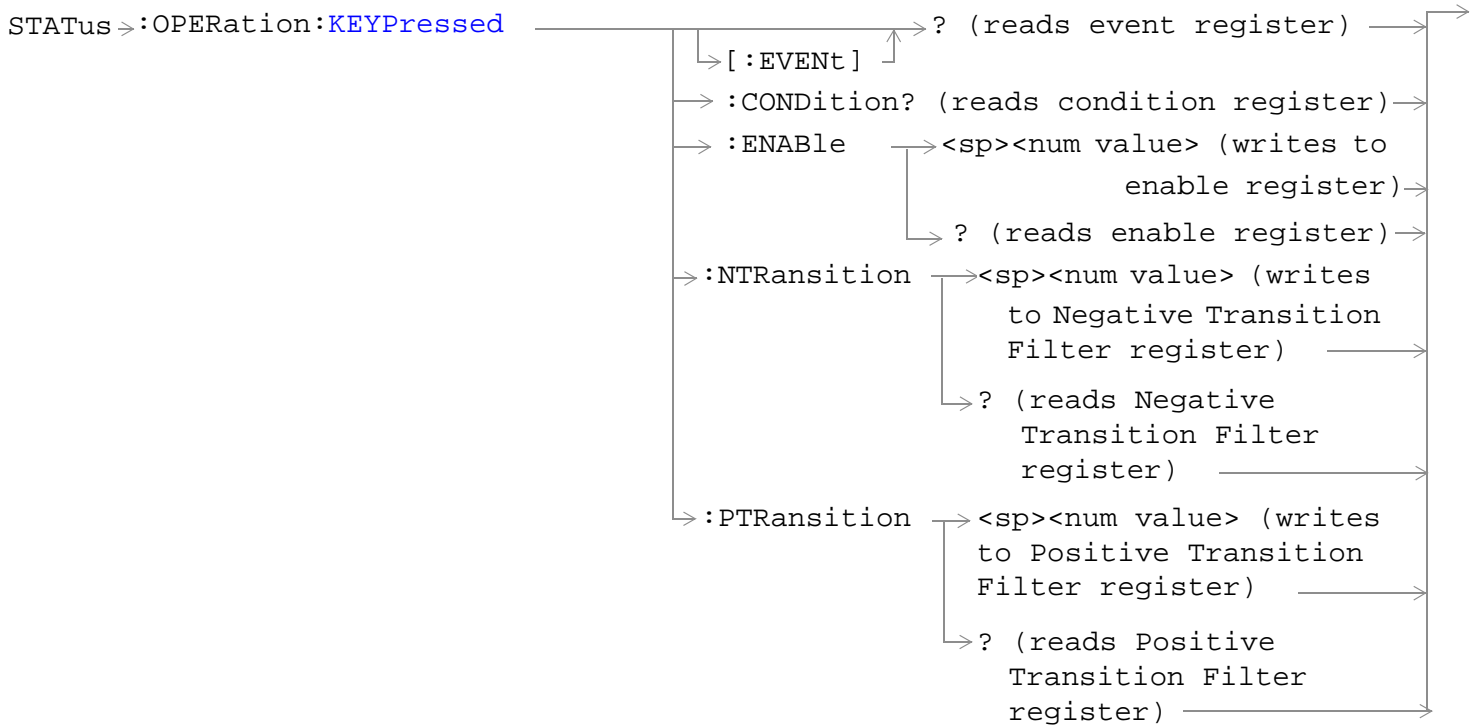 STATus :OPERation:KEYPressed ? (reads event register)
[:EVENt]
:CONDition? (reads condition register)
:ENABle <sp><num value> (writes to
enable register)
? (reads enable register)
:NTRansition <sp><num value> (writes
to Negative Transition
Filter register)
? (reads Negative
Transition Filter
register)
:PTRansition <sp><num value> (writes
to Positive Transition
Filter register)
? (reads Positive
Transition Filter
register)